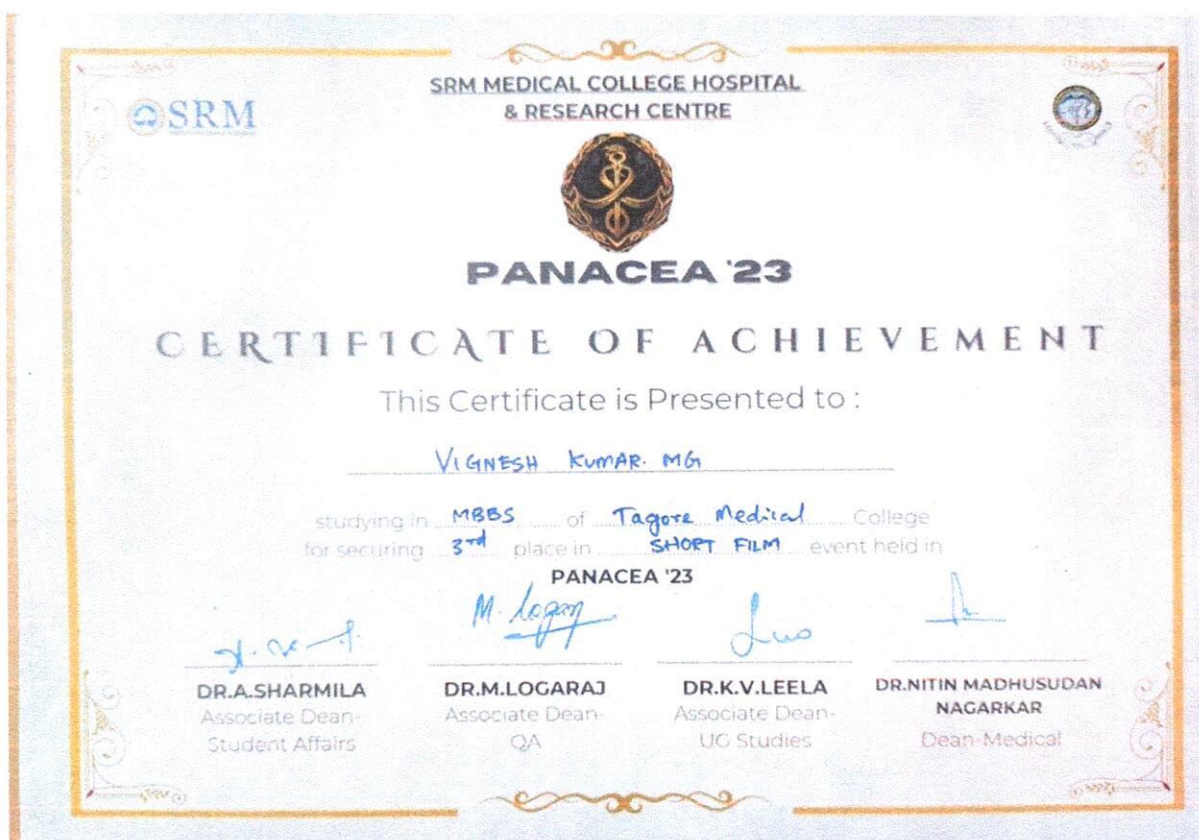 SRM MEDICAL COLLEGE HOSPITAL
& RESEARCH CENTRE
SRM
PANACEA '23
CERTIFICATE OF ACHIEVEMENT
This Certificate is Presented to :
VIGNESH KUMAR. MG
studying in MBBS of Tagore Medical College
for securing 3rd place in SHORT FILM event held in
PANACEA '23
M. Logaraj
DR.A.SHARMILA
Associate Dean-
Student Affairs
DR.M.LOGARAJ
Associate Dean-
QA
DR.K.V.LEELA
Associate Dean-
UG Studies
DR.NITIN MADHUSUDAN
NAGARKAR
Dean-Medical